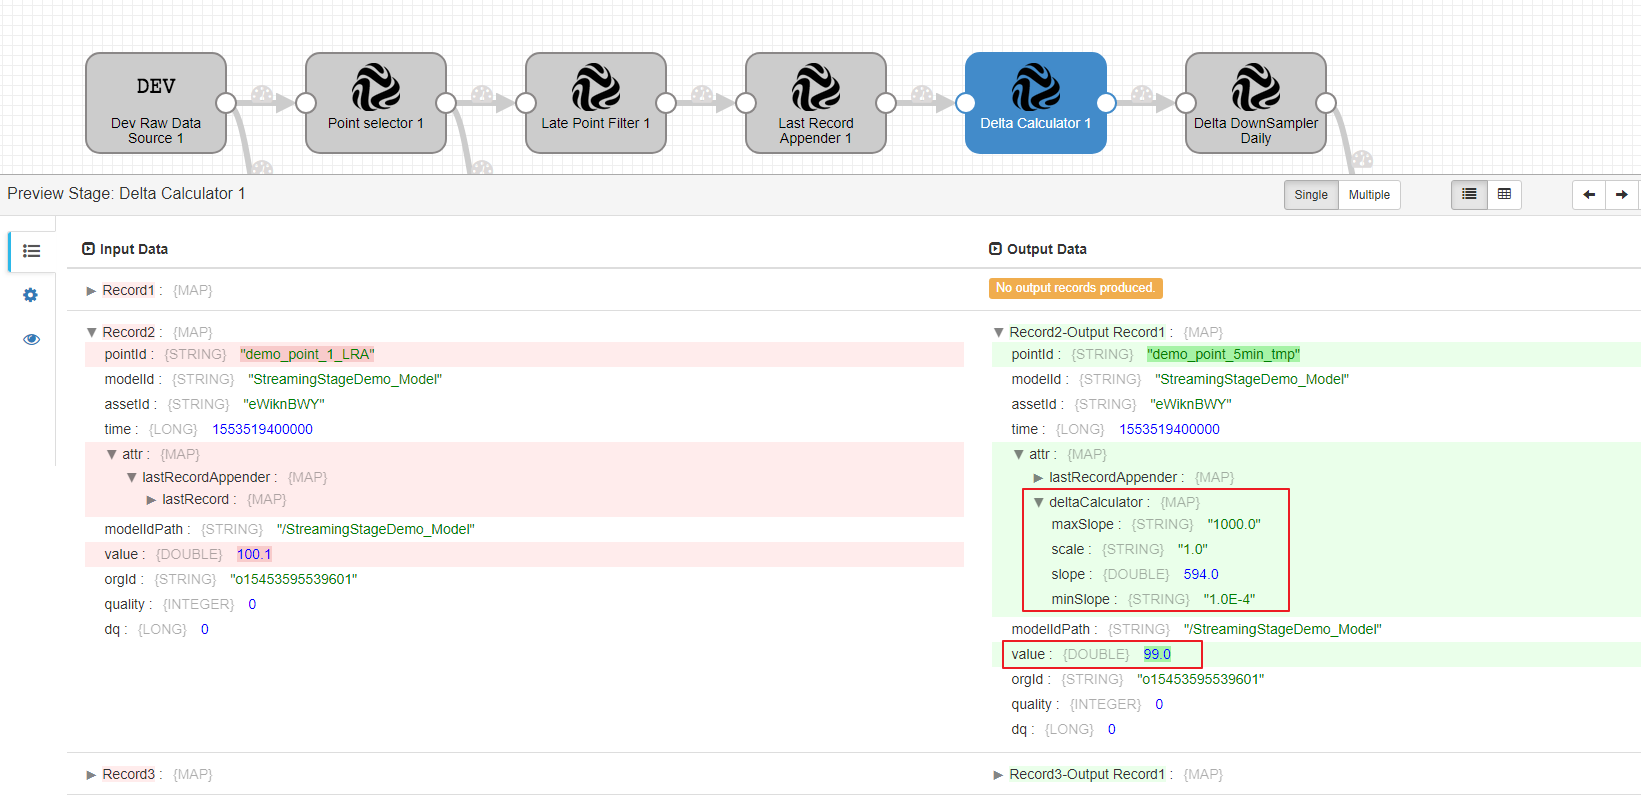 DEV
Dev Raw Data
Source 1
Point selector 1
Late Point Filter 1
Last Record
Appender 1
Delta Calculator 1
Delta DownSampler
Daily
Preview Stage: Delta Calculator 1
Single Multiple
Input Data
Output Data
Record1 : {MAP}
No output records produced.
Record2 : {MAP}
pointId : {STRING} "demo_point_1_LRA"
modelId : {STRING} "StreamingStageDemo_Model"
assetId : {STRING} "eWiknBWY"
time : {LONG} 1553519400000
attr : {MAP}
lastRecordAppender : {MAP}
lastRecord : {MAP}
modelIdPath : {STRING} "/StreamingStageDemo_Model"
value : {DOUBLE} 100.1
orgId : {STRING} "o15453595539601"
quality : {INTEGER} 0
dq : {LONG} 0
Record2-Output Record1 : {MAP}
pointId : {STRING} "demo_point_5min_tmp"
modelId : {STRING} "StreamingStageDemo_Model"
assetId : {STRING} "eWiknBWY"
time : {LONG} 1553519400000
attr : {MAP}
lastRecordAppender : {MAP}
deltaCalculator : {MAP}
maxSlope : {STRING} "1000.0"
scale : {STRING} "1.0"
slope : {DOUBLE} 594.0
minSlope : {STRING} "1.0E-4"
modelIdPath : {STRING} "/StreamingStageDemo_Model"
value : {DOUBLE} 99.0
orgId : {STRING} "o15453595539601"
quality : {INTEGER} 0
dq : {LONG} 0
Record3 : {MAP}
Record3-Output Record1 : {MAP}